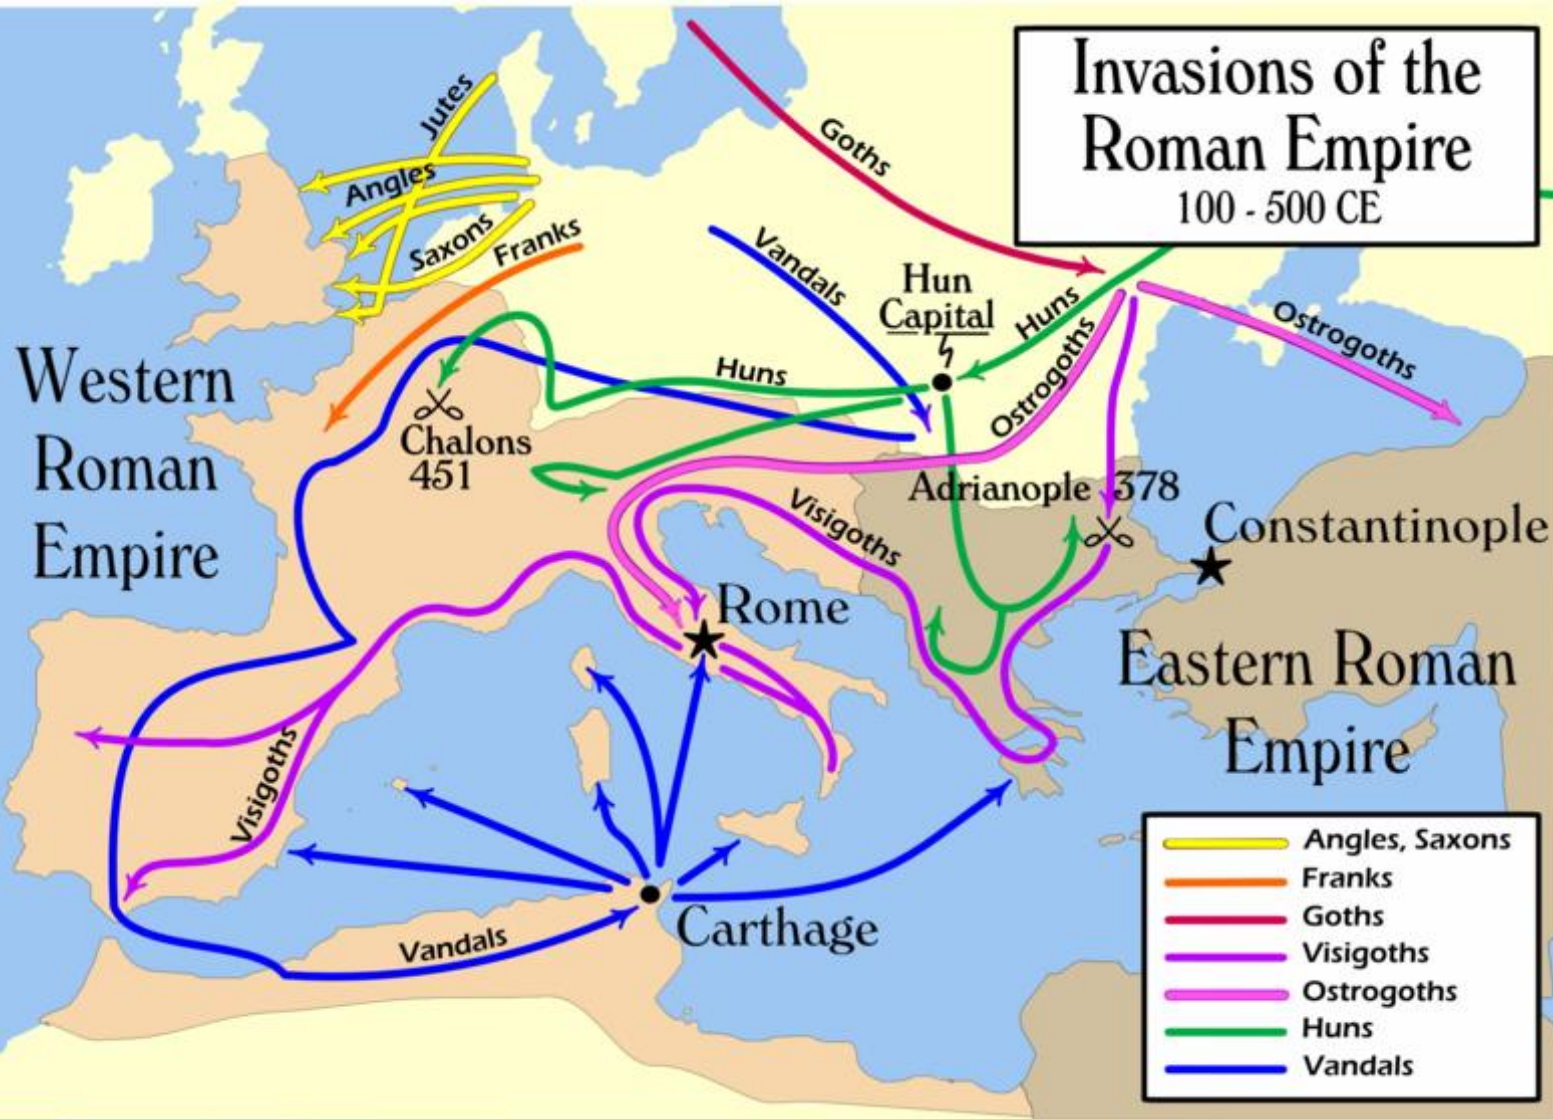 Invasions of the
Roman Empire
100 - 500 CE
Jutes
Angles
Saxons
Franks
Goths
Vandals
Hun
Capital
Huns
Ostrogoths
Ostrogoths
Huns
Western
Roman
Empire
Chalons
451
Adrianople 378
Visigoths
Constantinople
Rome
Eastern Roman
Empire
Visigoths
Carthage
Vandals
Angles, Saxons
Franks
Goths
Visigoths
Ostrogoths
Huns
Vandals